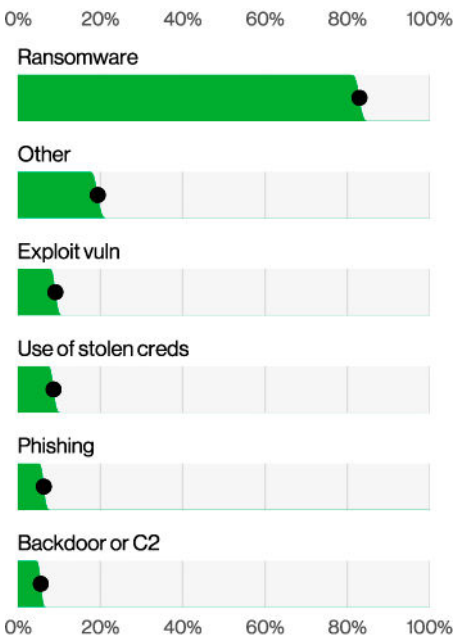 0% 20% 40% 60% 80% 100%
Ransomware
Other
Exploit vuln
Use of stolen creds
Phishing
Backdoor or C2
0% 20% 40% 60% 80% 100%